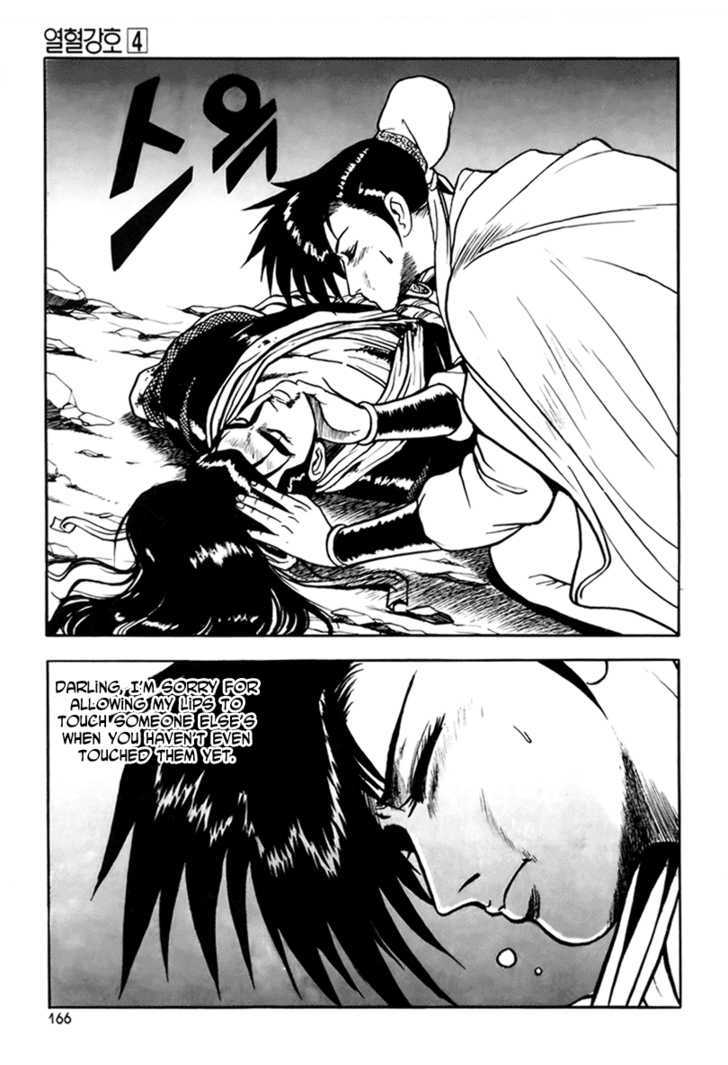 열혈강호 4
스윽
DARLING, I'M SORRY FOR
ALLOWING MY LIPS TO
TOUCH SOMEONE ELSE'S
WHEN YOU HAVEN'T EVEN
TOUCHED THEM YET.
166